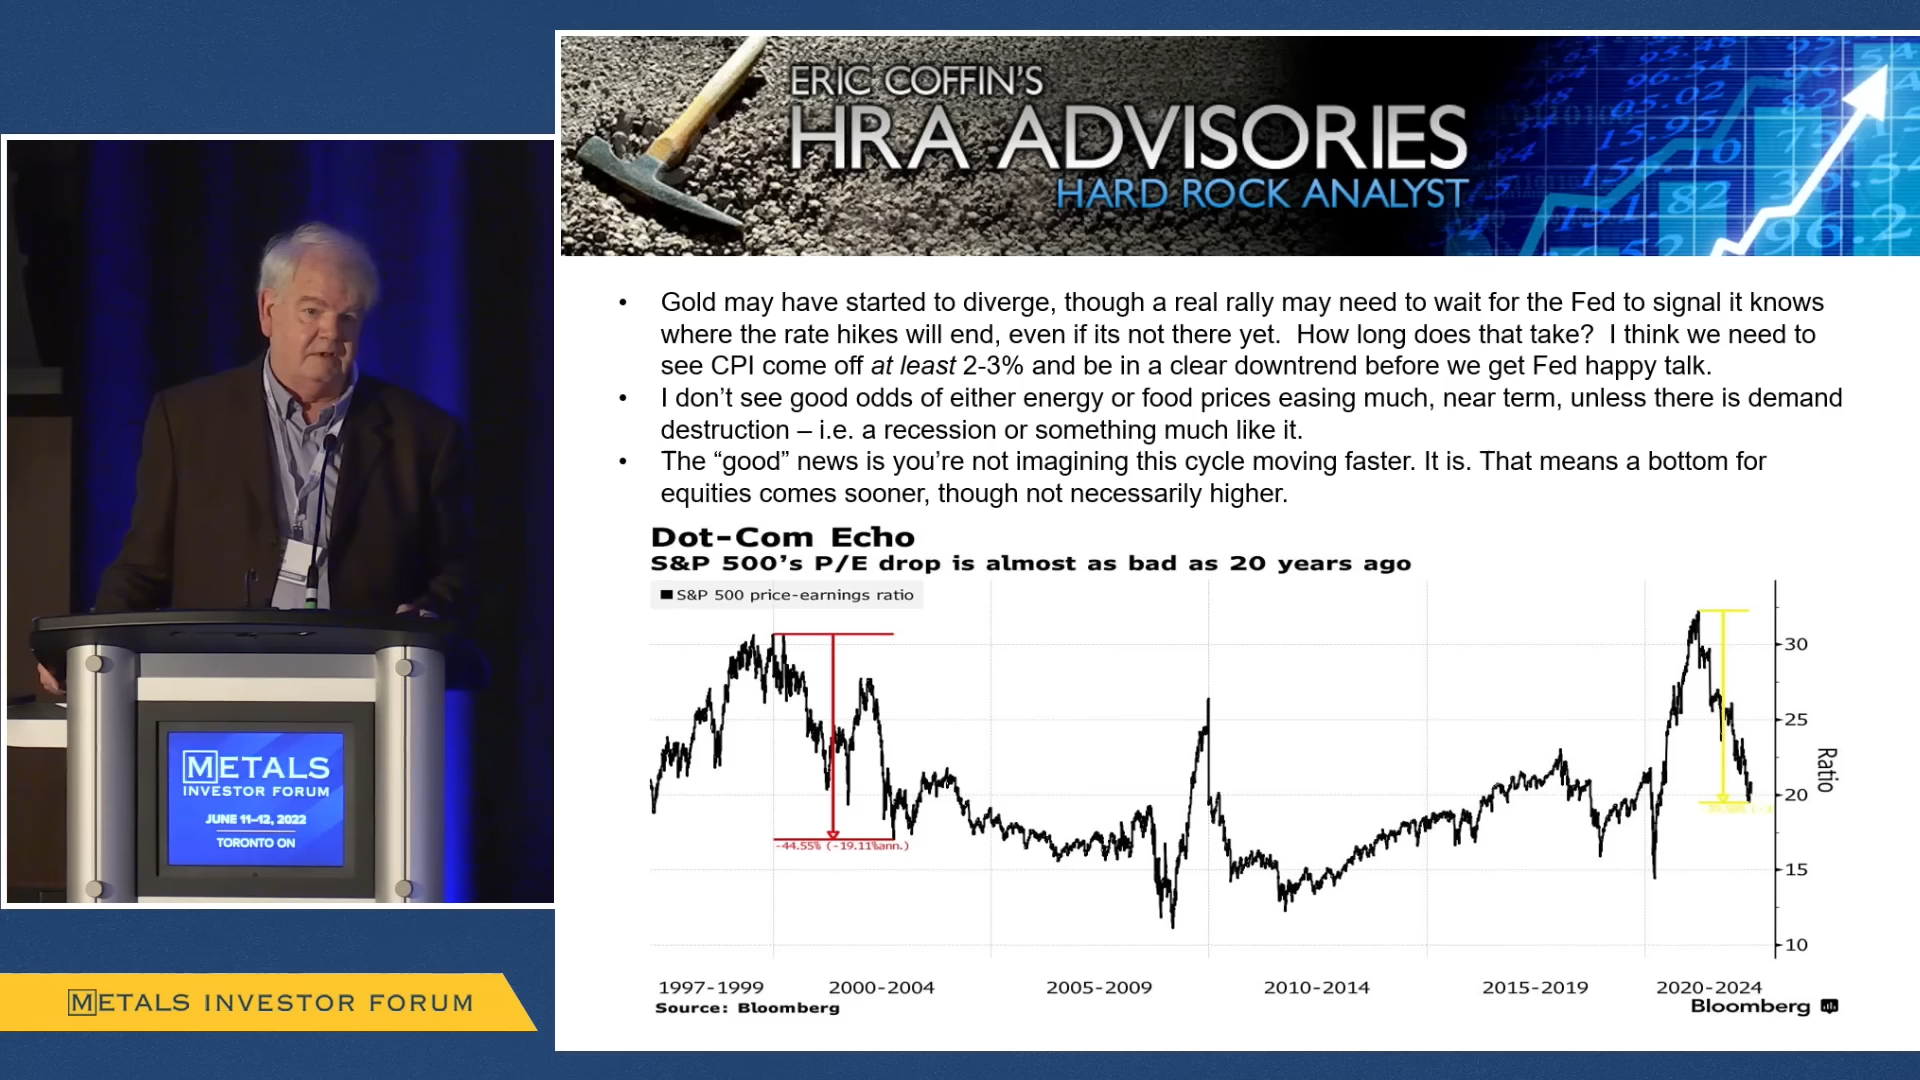 ERIC COFFIN'S
HRA ADVISORIES
HARD ROCK ANALYST
• Gold may have started to diverge, though a real rally may need to wait for the Fed to signal it knows
where the rate hikes will end, even if its not there yet. How long does that take? I think we need to
see CPI come off at least 2-3% and be in a clear downtrend before we get Fed happy talk.
• I don’t see good odds of either energy or food prices easing much, near term, unless there is demand
destruction – i.e. a recession or something much like it.
• The “good” news is you’re not imagining this cycle moving faster. It is. That means a bottom for
equities comes sooner, though not necessarily higher.
Dot-Com Echo
S&P 500’s P/E drop is almost as bad as 20 years ago
S&P 500 price-earnings ratio
30
25
20
15
10
Ratio
-44.55% (-19.11%ann.)
1997-1999 2000-2004 2005-2009 2010-2014 2015-2019 2020-2024
Source: Bloomberg
Bloomberg
METALS
INVESTOR FORUM
JUNE 11–12, 2022
TORONTO ON
METALS INVESTOR FORUM